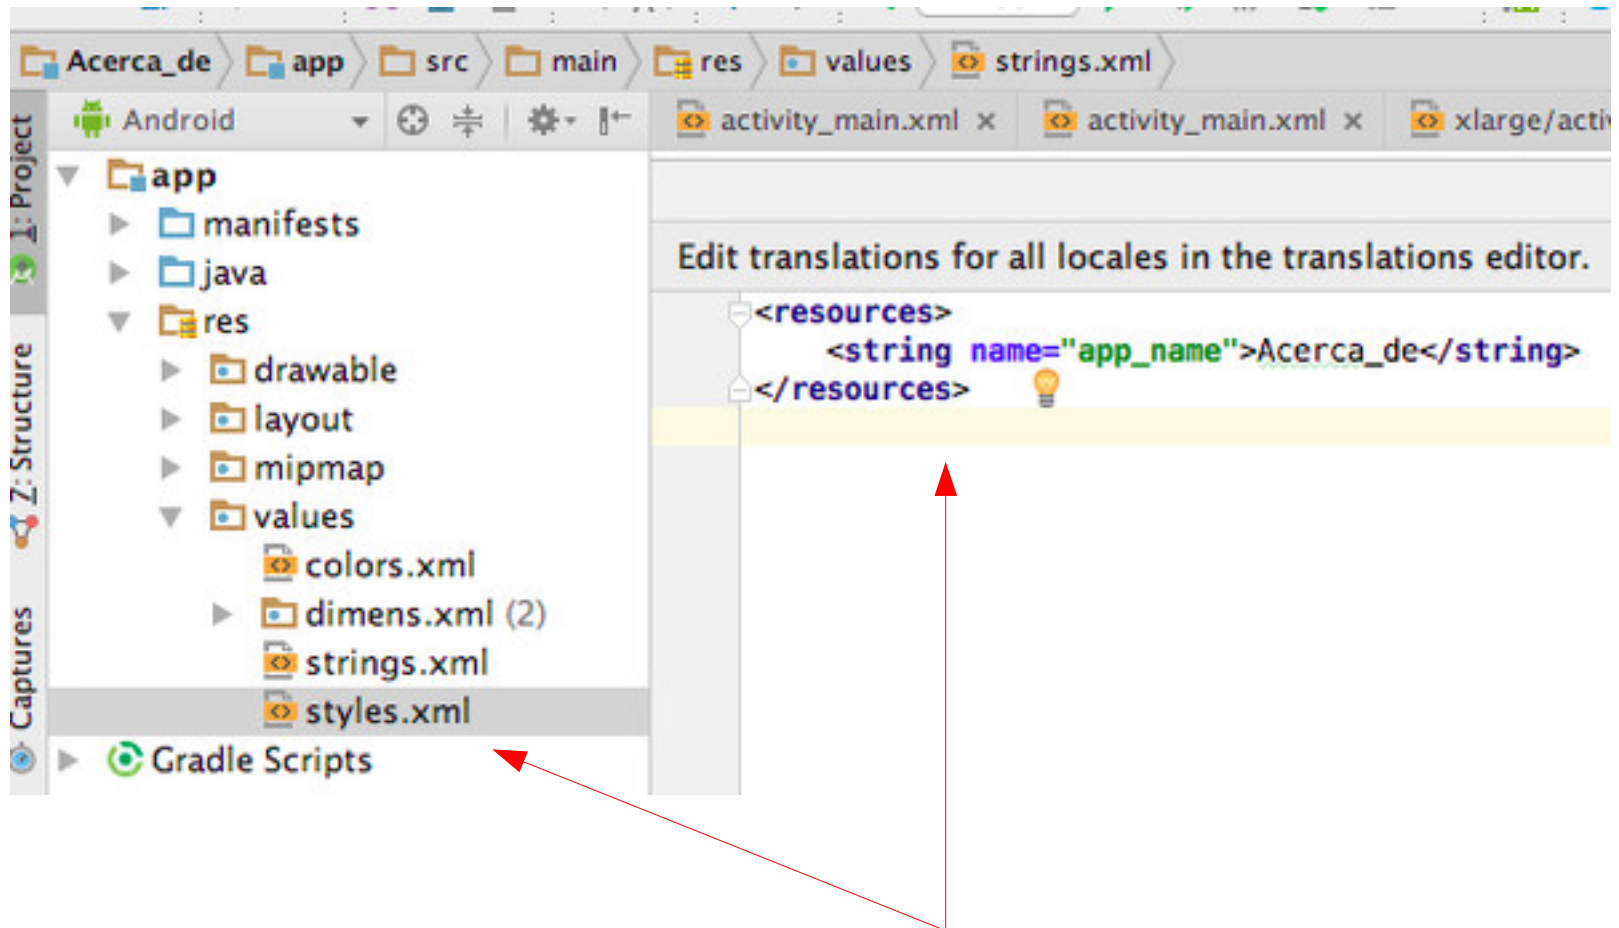 Acerca_de app src main res values strings.xml
Android
activity_main.xml activity_main.xml xlarge/activ
1: Project
Z: Structure
Captures
app
manifests
java
res
drawable
layout
mipmap
values
colors.xml
dimens.xml (2)
strings.xml
styles.xml
Gradle Scripts
Edit translations for all locales in the translations editor.
<resources>
<string name="app_name">Acerca_de</string>
</resources>